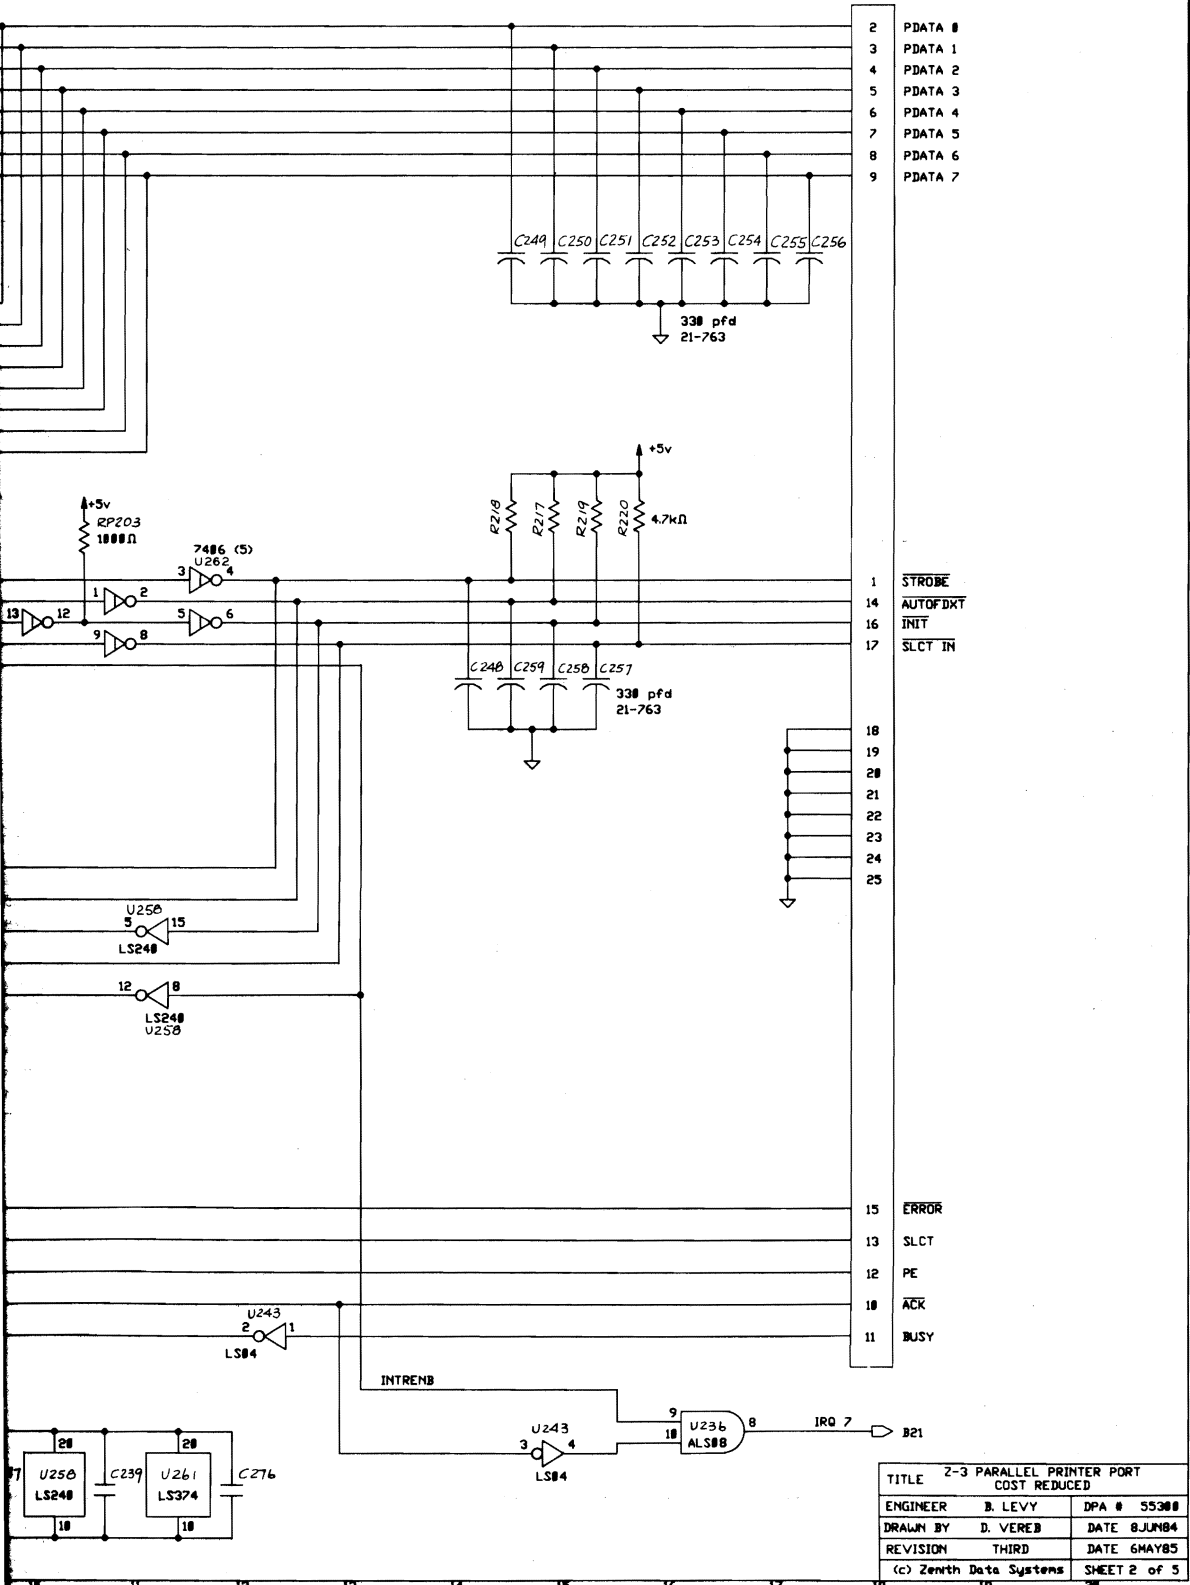 2 PDATA 0
3 PDATA 1
4 PDATA 2
5 PDATA 3
6 PDATA 4
7 PDATA 5
8 PDATA 6
9 PDATA 7
C249 C250 C251 C252 C253 C254 C255 C256
330 pfd
21-763
+5v
+5v
RP203
1000Ω
R218 R217 R219 R220 4.7kΩ
7406 (5)
U262
3 4
1 STROBE
1 2
14 AUTOFDXT
13 12 5 6
16 INIT
9 8
17 SLCT IN
C248 C259 C258 C257
330 pfd
21-763
18
19
20
21
22
23
24
25
U258
5 15
LS240
12 8
LS240
U258
15 ERROR
13 SLCT
12 PE
10 ACK
U243
2 1
11 BUSY
LS04
INTRENB
9
U236
8
IRQ 7
B21
10
ALS08
U243
3 4
LS04
20 20
U258 C239 U261 C276
LS240 LS374
10 10
TITLE Z-3 PARALLEL PRINTER PORT
COST REDUCED
ENGINEER B. LEVY DPA # 55300
DRAWN BY D. VEREB DATE 8JUN84
REVISION THIRD DATE 6MAY85
(c) Zenith Data Systems SHEET 2 of 5